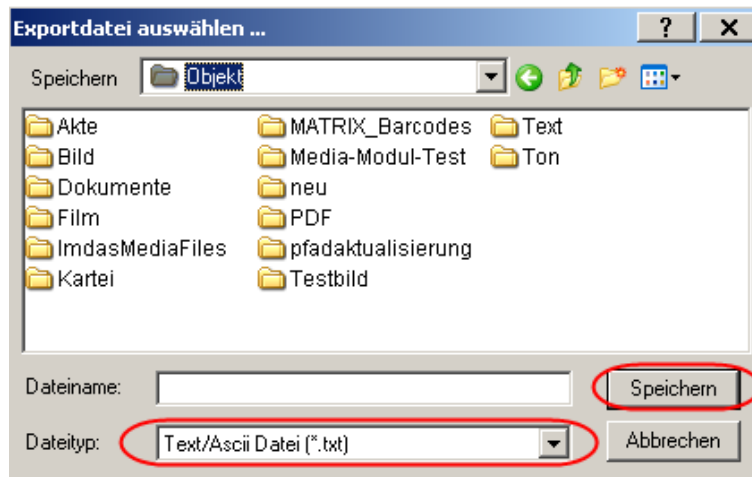 Exportdatei auswählen ...
Speichern Objekt
Akte MATRIX_Barcodes Text
Bild Media-Modul-Test Ton
Dokumente neu
Film PDF
ImdasMediaFiles pfadaktualisierung
Kartei Testbild
Dateiname: Speichern
Dateityp: Text/Ascii Datei (*.txt) Abbrechen